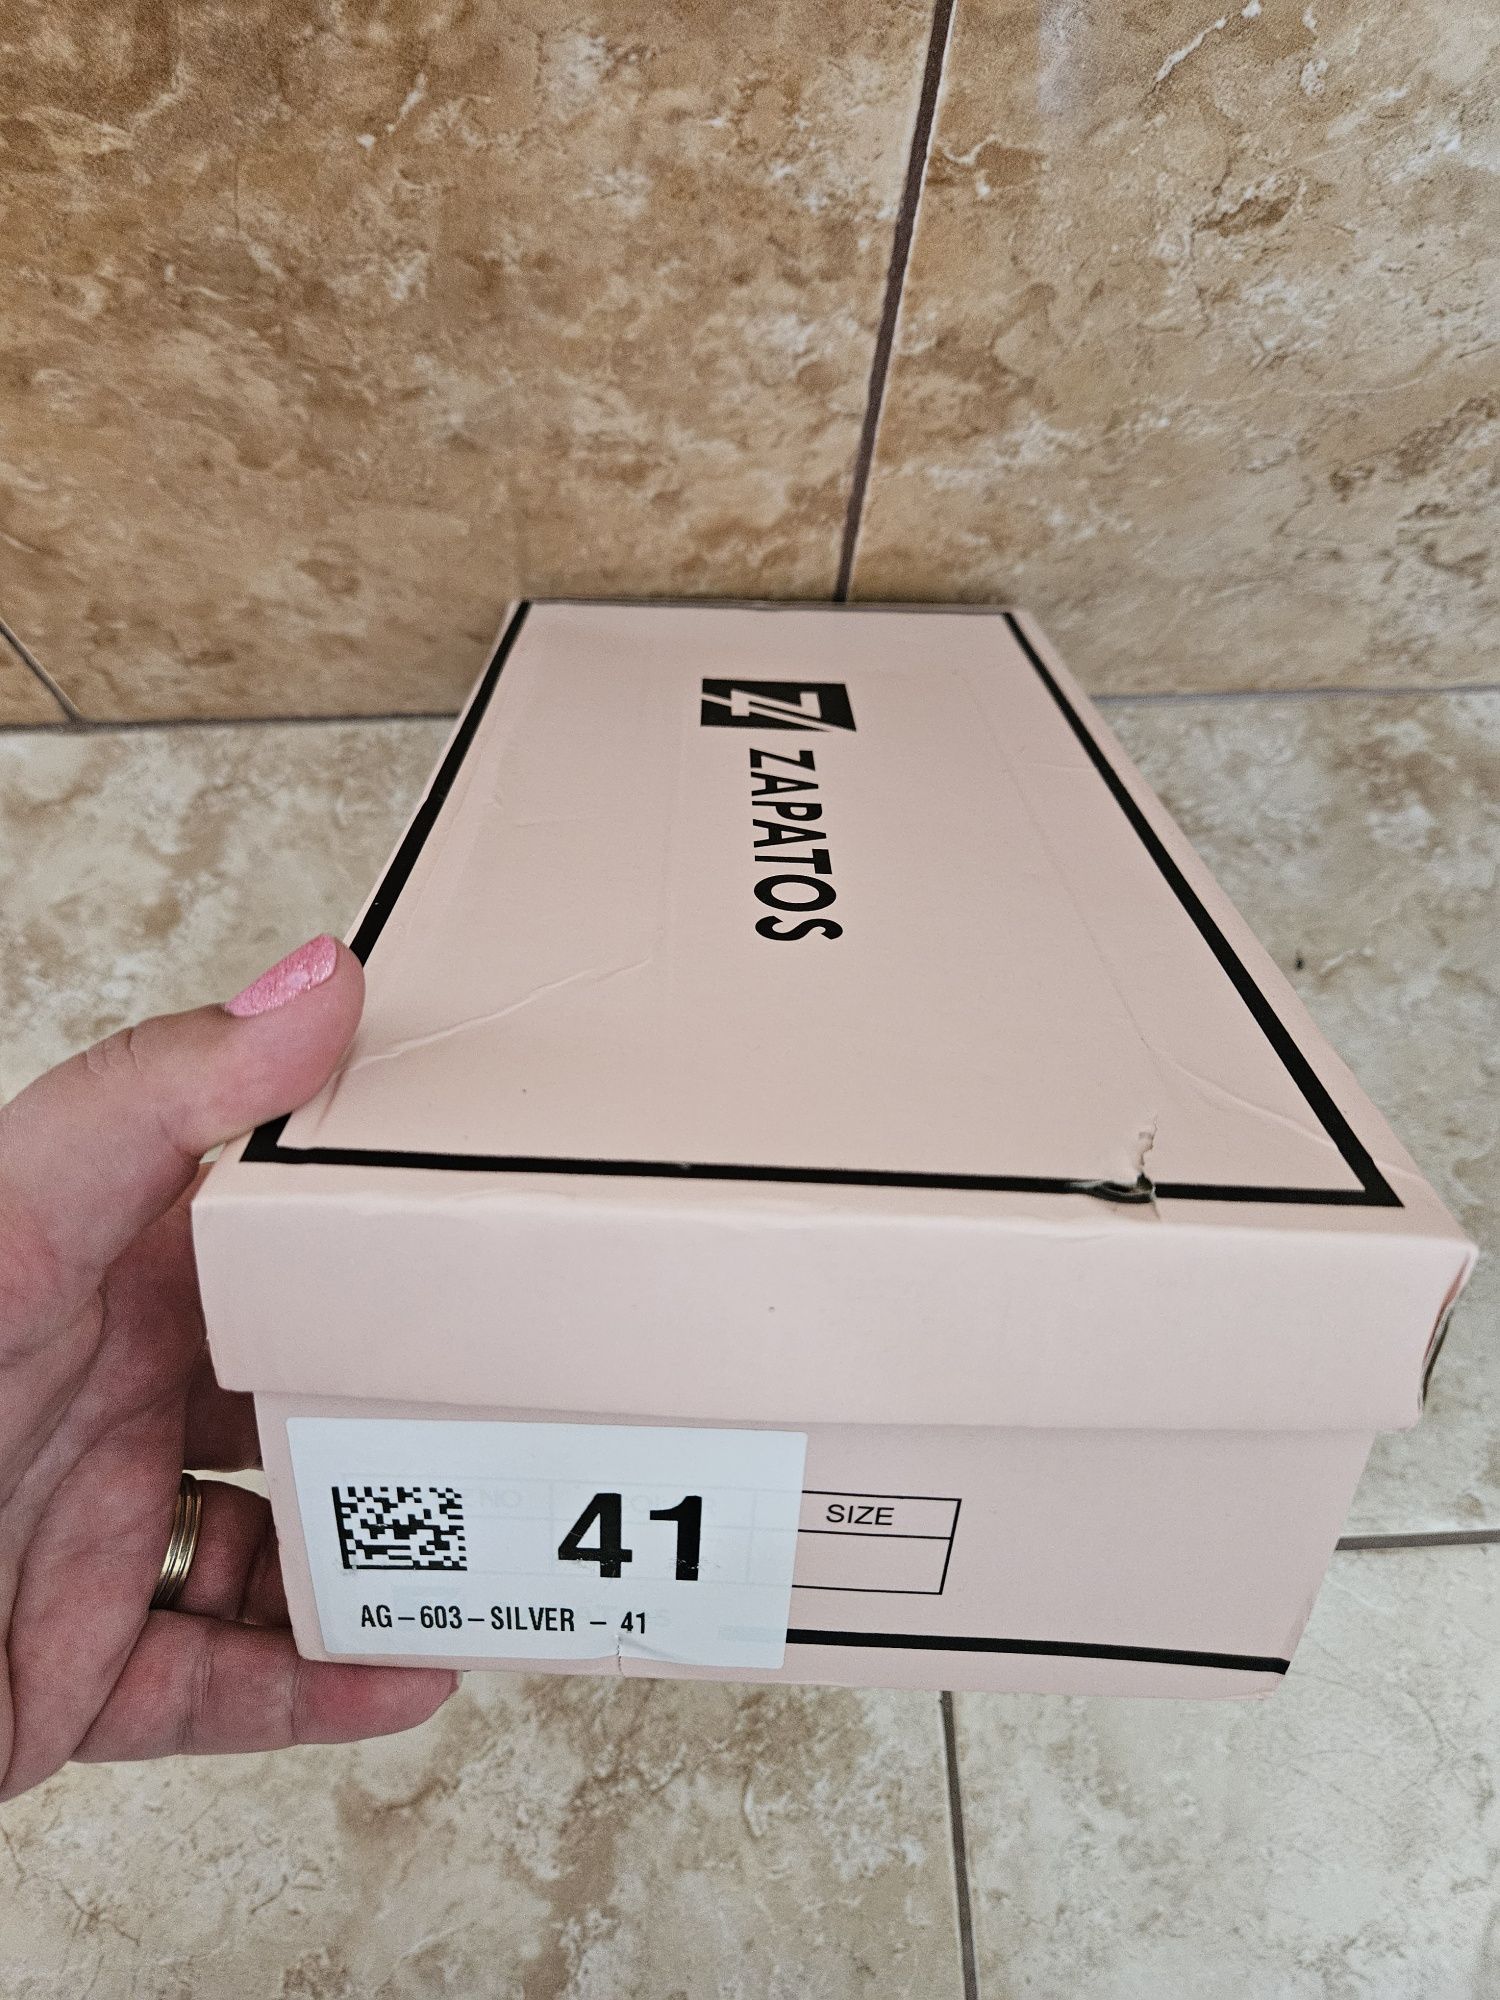 ZAPATOS
41
AG-603-SILVER - 41
SIZE